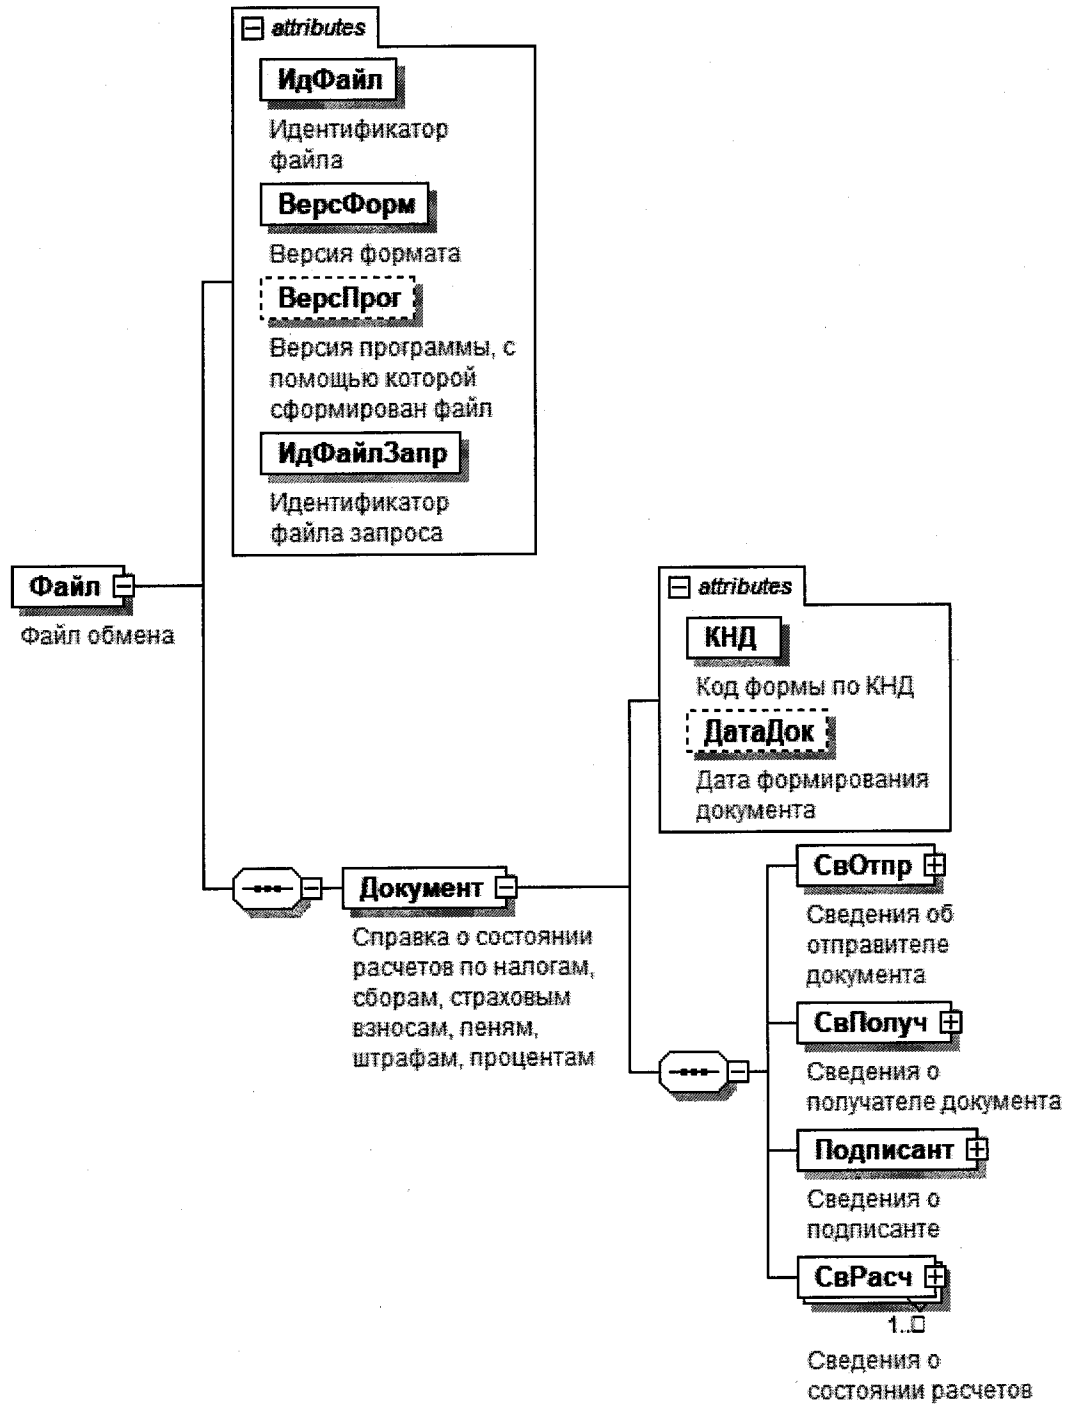 attributes
ИдФайл
Идентификатор
файла
ВерсФорм
Версия формата
ВерсПрог
Версия программы, с
помощью которой
сформирован файл
ИдФайлЗапр
Идентификатор
файла запроса
Файл
Файл обмена
attributes
КНД
Код формы по КНД
ДатаДок
Дата формирования
документа
Документ
Справка о состоянии
расчетов по налогам,
сборам, страховым
взносам, пеням,
штрафам, процентам
СвОтпр
Сведения об
отправителе
документа
СвПолуч
Сведения о
получателе документа
Подписант
Сведения о
подписанте
СвРасч
1..□
Сведения о
состоянии расчетов